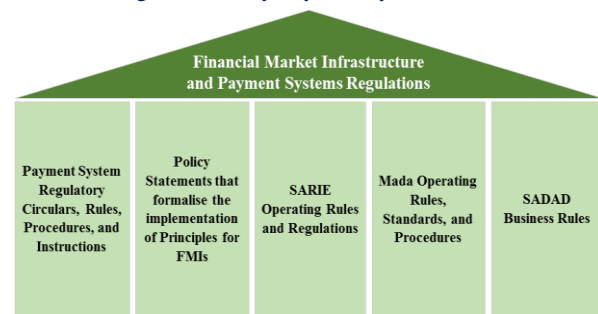 Financial Market Infrastructure
and Payment Systems Regulations
Payment System
Regulatory
Circulars, Rules,
Procedures, and
Instructions
Policy
Statements that
formalise the
implementation
of Principles for
FMIs
SARIE
Operating Rules
and Regulations
Mada Operating
Rules,
Standards, and
Procedures
SADAD
Business Rules